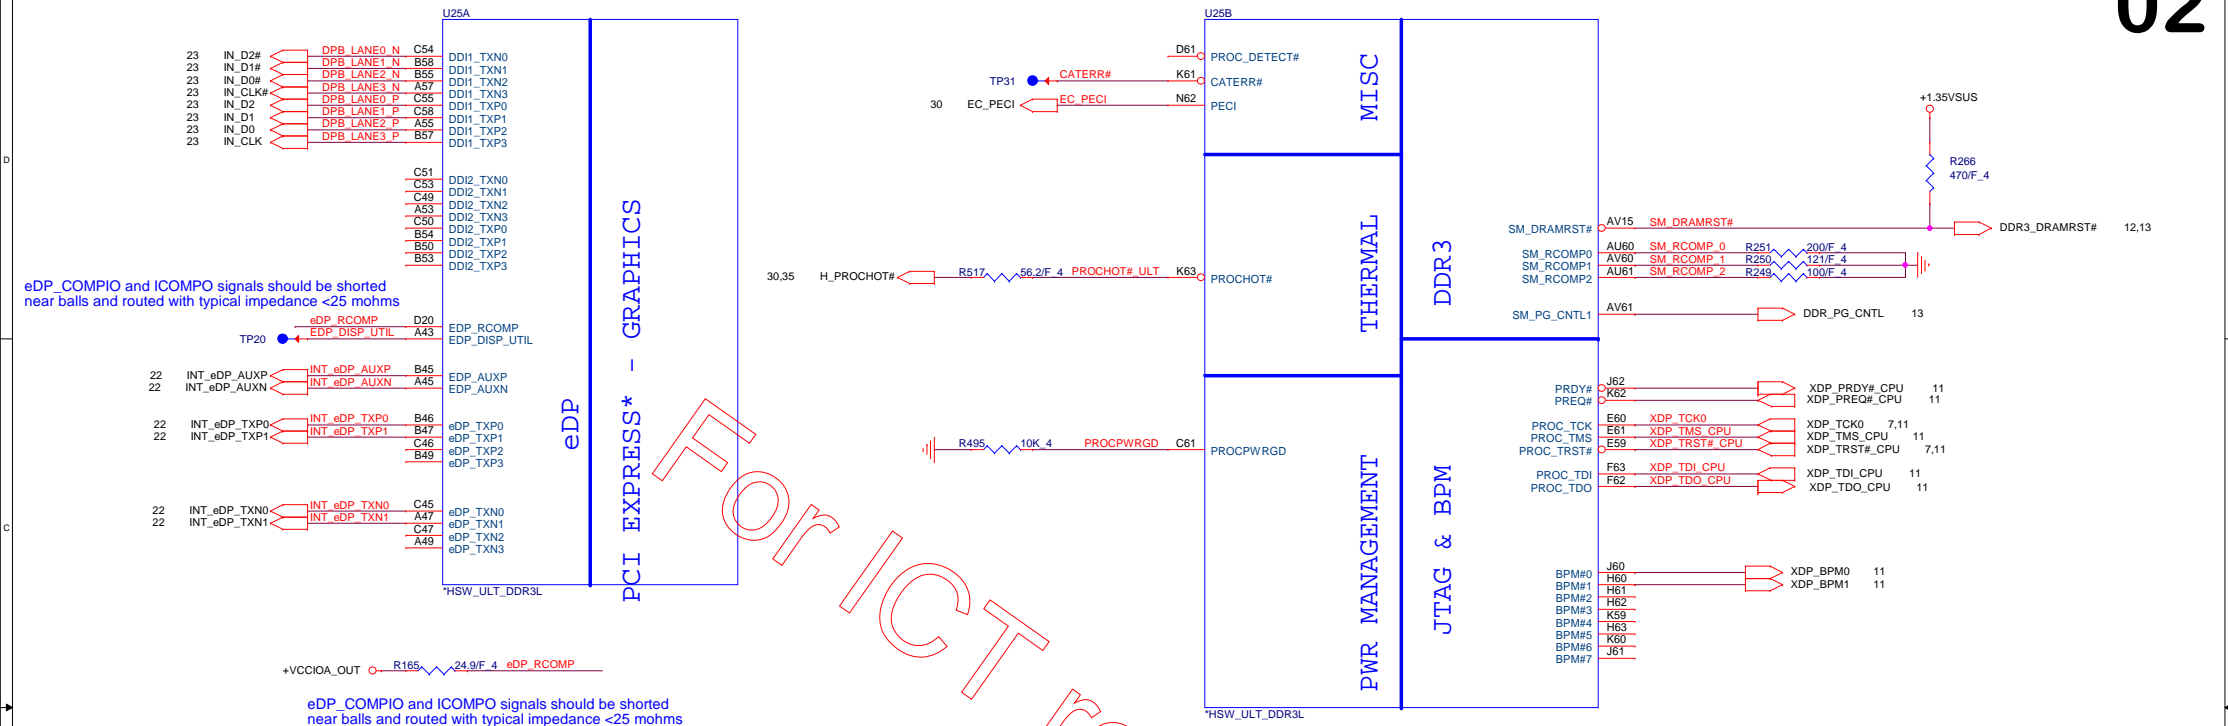 02
U25A
23 IN_D2# DPB_LANE0_N C54 DDI1_TXN0
23 IN_D1# DPB_LANE1_N B58 DDI1_TXN1
23 IN_D0# DPB_LANE2_N B55 DDI1_TXN2
23 IN_CLK# DPB_LANE3_N A57 DDI1_TXN3
23 IN_D2 DPB_LANE0_P C55 DDI1_TXP0
23 IN_D1 DPB_LANE1_P C58 DDI1_TXP1
23 IN_D0 DPB_LANE2_P A55 DDI1_TXP2
23 IN_CLK DPB_LANE3_P B57 DDI1_TXP3
D
C51 DDI2_TXN0
C53 DDI2_TXN1
C49 DDI2_TXN2
A53 DDI2_TXN3
C50 DDI2_TXP0
B54 DDI2_TXP1
B50 DDI2_TXP2
B53 DDI2_TXP3
eDP_COMPIO and ICOMPO signals should be shorted
near balls and routed with typical impedance <25 mohms
eDP_RCOMP D20 EDP_RCOMP
TP20 EDP_DISP_UTIL A43 EDP_DISP_UTIL
22 INT_eDP_AUXP INT_eDP_AUXP B45 EDP_AUXP
22 INT_eDP_AUXN INT_eDP_AUXN A45 EDP_AUXN
22 INT_eDP_TXP0 INT_eDP_TXP0 B46 eDP_TXP0
22 INT_eDP_TXP1 INT_eDP_TXP1 B47 eDP_TXP1
C46 eDP_TXP2
B49 eDP_TXP3
22 INT_eDP_TXN0 INT_eDP_TXN0 C45 eDP_TXN0
22 INT_eDP_TXN1 INT_eDP_TXN1 A47 eDP_TXN1
C47 eDP_TXN2
A49 eDP_TXN3
C
eDP
PCI EXPRESS* - GRAPHICS
*HSW_ULT_DDR3L
+VCCIOA_OUT R165 24.9/F_4 eDP_RCOMP
eDP_COMPIO and ICOMPO signals should be shorted
near balls and routed with typical impedance <25 mohms
For ICT
U25B
D61 PROC_DETECT#
TP31 CATERR# K61 CATERR#
30 EC_PECI EC_PECI N62 PECI
MISC
30,35 H_PROCHOT# R517 56.2/F_4 PROCHOT#_ULT K63 PROCHOT#
THERMAL
R495 10K_4 PROCPWRGD C61 PROCPWRGD
PWR MANAGEMENT
DDR3
+1.35VSUS
R266
470/F_4
SM_DRAMRST# AV15 SM_DRAMRST# DDR3_DRAMRST# 12,13
SM_RCOMP0 AU60 SM_RCOMP_0 R251 200/F_4
SM_RCOMP1 AV60 SM_RCOMP_1 R250 121/F_4
SM_RCOMP2 AU61 SM_RCOMP_2 R249 100/F_4
SM_PG_CNTL1 AV61 DDR_PG_CNTL 13
JTAG & BPM
PRDY# J62 XDP_PRDY#_CPU 11
PREQ# K62 XDP_PREQ#_CPU 11
PROC_TCK E60 XDP_TCK0 XDP_TCK0 7,11
PROC_TMS E61 XDP_TMS_CPU XDP_TMS_CPU 11
PROC_TRST# E59 XDP_TRST#_CPU XDP_TRST#_CPU 7,11
PROC_TDI F63 XDP_TDI_CPU XDP_TDI_CPU 11
PROC_TDO F62 XDP_TDO_CPU XDP_TDO_CPU 11
BPM#0 J60 XDP_BPM0 11
BPM#1 H60 XDP_BPM1 11
BPM#2 H61
BPM#3 H62
BPM#4 K59
BPM#5 H63
BPM#6 K60
BPM#7 J61
*HSW_ULT_DDR3L